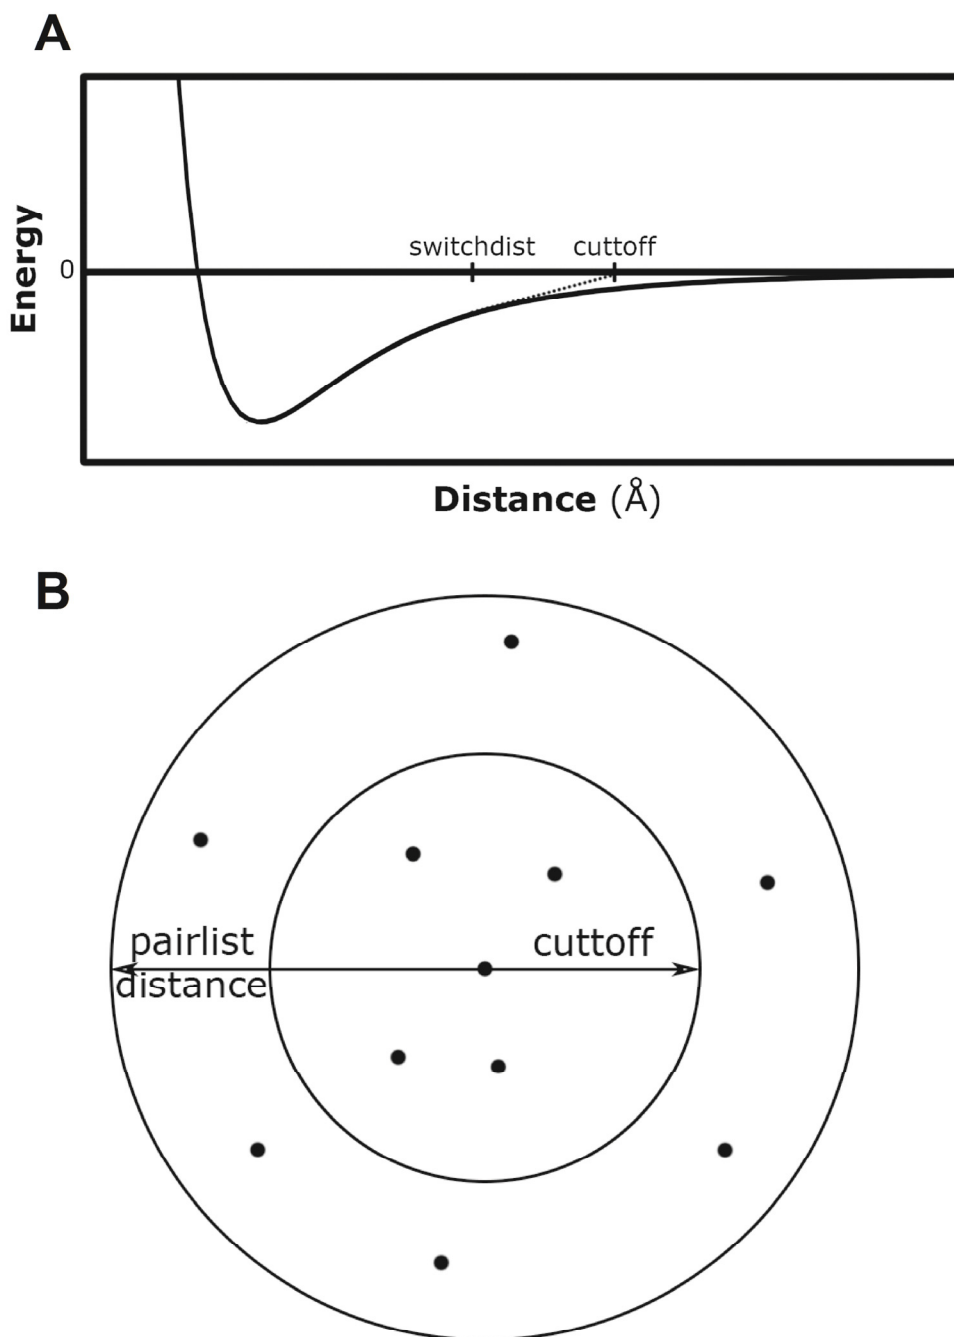 A
Energy
0
switchdist
cuttoff
Distance (Å)
B
pairlist
distance
cuttoff